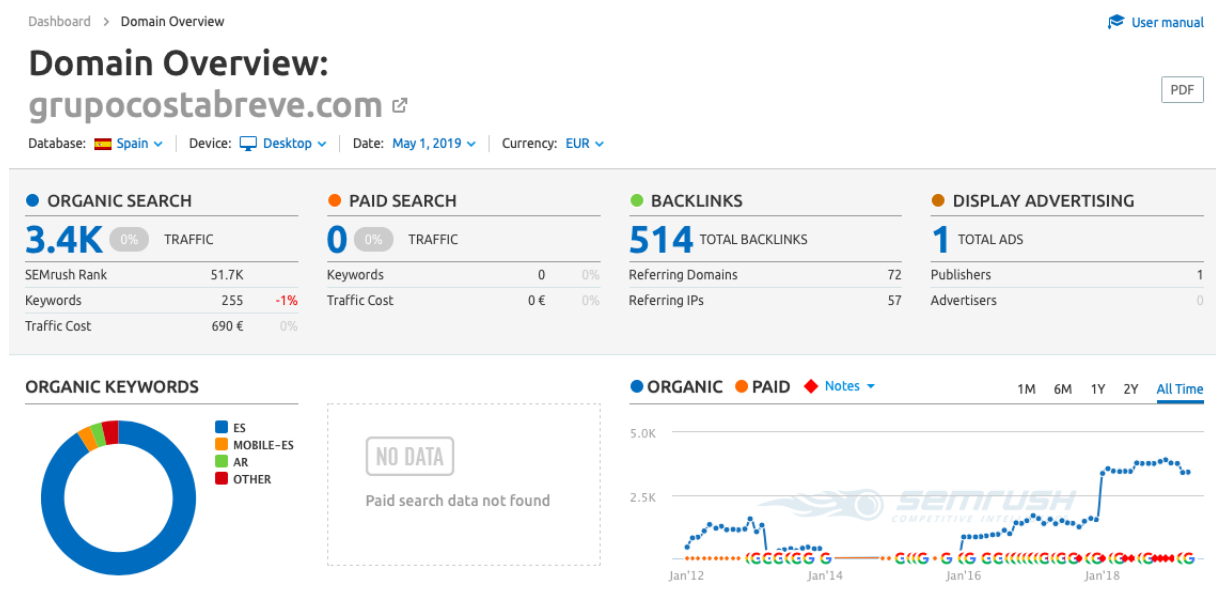 Dashboard > Domain Overview
User manual
Domain Overview:
grupocostabreve.com
PDF
Database: Spain Device: Desktop Date: May 1, 2019 Currency: EUR
ORGANIC SEARCH
3.4K 0% TRAFFIC
SEMrush Rank 51.7K
Keywords 255 -1%
Traffic Cost 690 € 0%
PAID SEARCH
0 0% TRAFFIC
Keywords 0 0%
Traffic Cost 0 € 0%
BACKLINKS
514 TOTAL BACKLINKS
Referring Domains 72
Referring IPs 57
DISPLAY ADVERTISING
1 TOTAL ADS
Publishers 1
Advertisers 0
ORGANIC KEYWORDS
ES
MOBILE-ES
AR
OTHER
NO DATA
Paid search data not found
ORGANIC PAID Notes
1M 6M 1Y 2Y All Time
5.0K
2.5K
semrush
Jan'12 Jan'14 Jan'16 Jan'18